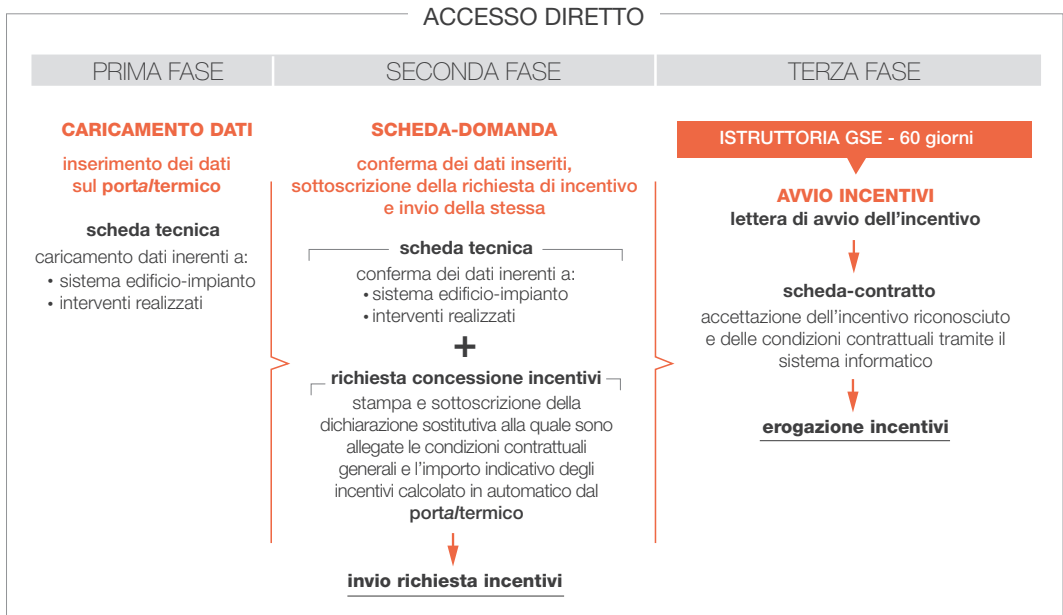 ACCESSO DIRETTO
PRIMA FASE
CARICAMENTO DATI
inserimento dei dati
sul portaltermico
scheda tecnica
caricamento dati inerenti a:
• sistema edificio-impianto
• interventi realizzati
SECONDA FASE
SCHEDA-DOMANDA
conferma dei dati inseriti,
sottoscrizione della richiesta di incentivo
e invio della stessa
scheda tecnica
conferma dei dati inerenti a:
• sistema edificio-impianto
• interventi realizzati
+
richiesta concessione incentivi
stampa e sottoscrizione della
dichiarazione sostitutiva alla quale sono
allegate le condizioni contrattuali
generali e l'importo indicativo degli
incentivi calcolato in automatico dal
portaltermico
invio richiesta incentivi
TERZA FASE
ISTRUTTORIA GSE - 60 giorni
AVVIO INCENTIVI
lettera di avvio dell'incentivo
scheda-contratto
accettazione dell'incentivo riconosciuto
e delle condizioni contrattuali tramite il
sistema informatico
erogazione incentivi